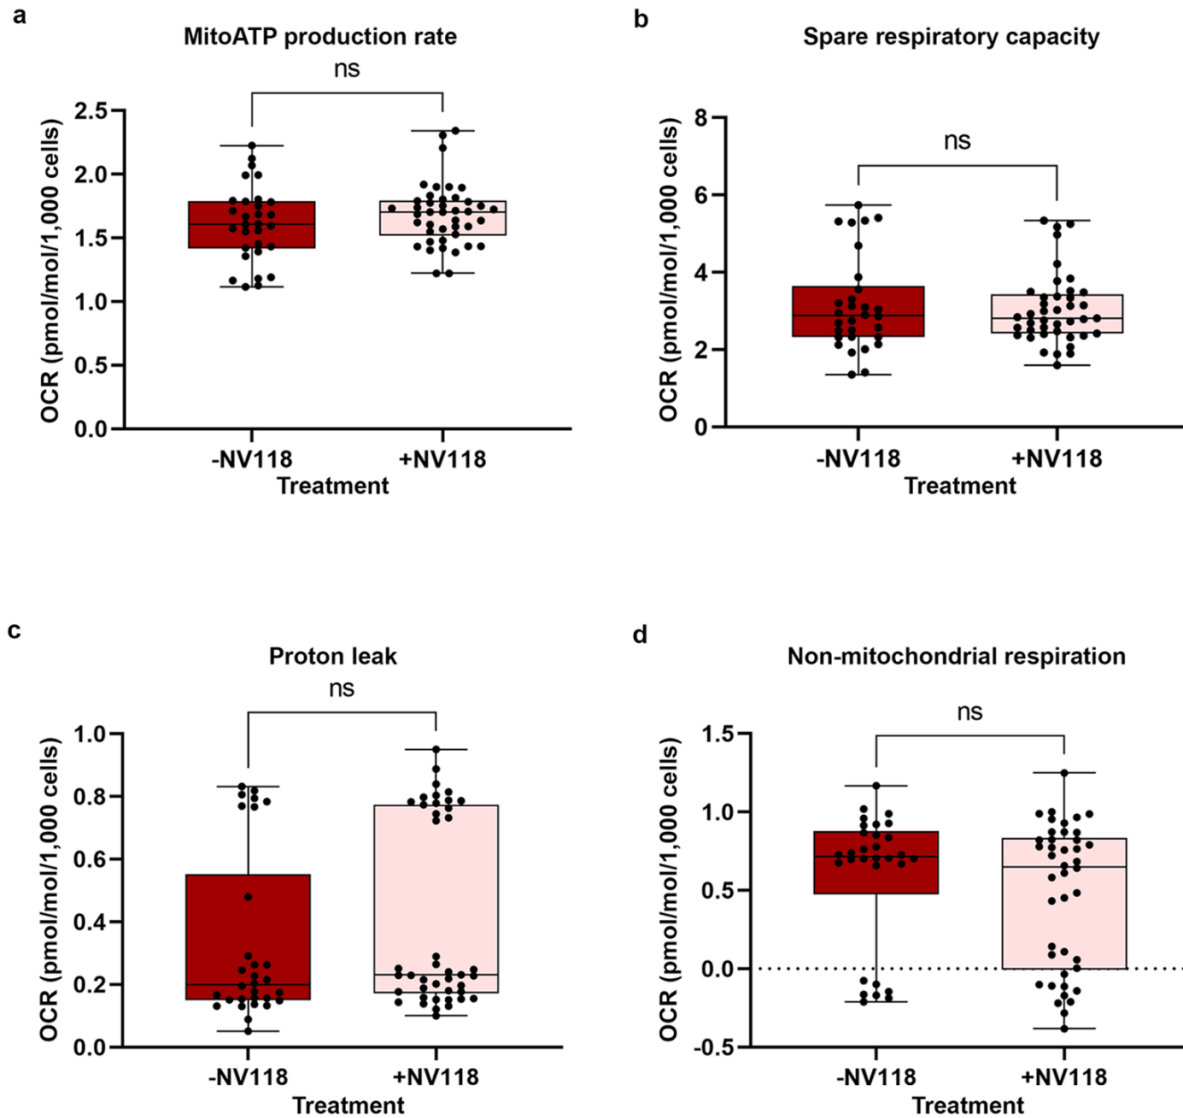 a
MitoATP production rate
ns
OCR (pmol/mol/1,000 cells)
2.5
2.0
1.5
1.0
0.5
0.0
-NV118 +NV118
Treatment
b
Spare respiratory capacity
ns
OCR (pmol/mol/1,000 cells)
8
6
4
2
0
-NV118 +NV118
Treatment
c
Proton leak
ns
OCR (pmol/mol/1,000 cells)
1.0
0.8
0.6
0.4
0.2
0.0
-NV118 +NV118
Treatment
d
Non-mitochondrial respiration
ns
OCR (pmol/mol/1,000 cells)
1.5
1.0
0.5
0.0
-0.5
-NV118 +NV118
Treatment